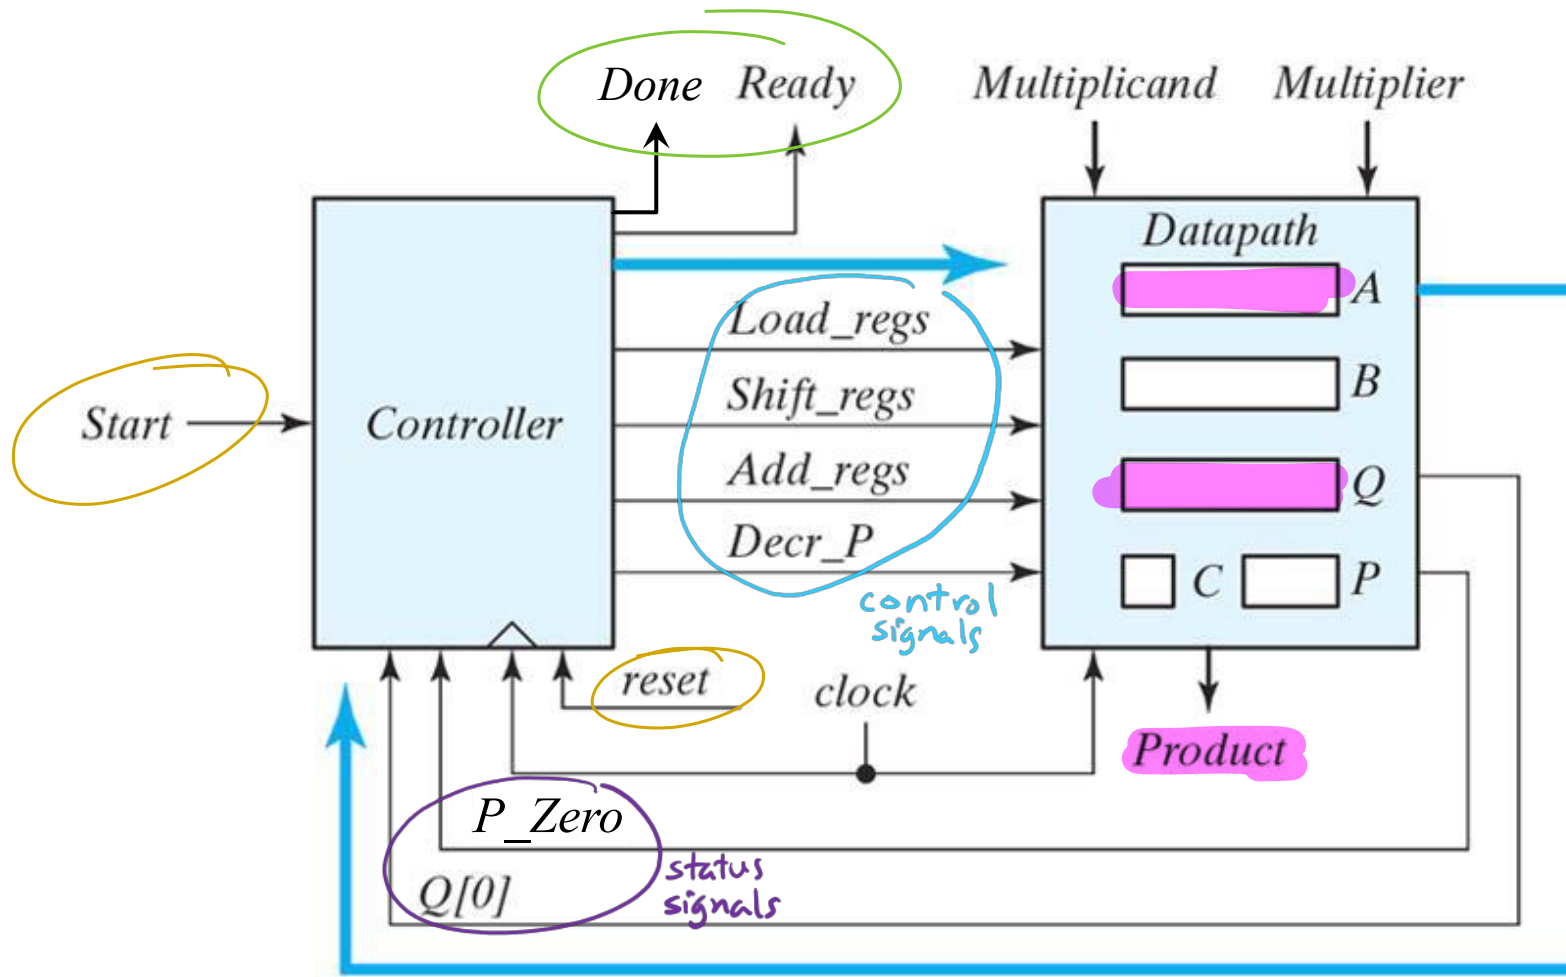 Done Ready
Multiplicand Multiplier
Datapath
A
Load_regs
Shift_regs
B
Start
Controller
Add_regs
Q
Decr_P
C P
control
signals
reset
clock
Product
P_Zero
status
signals
Q[0]